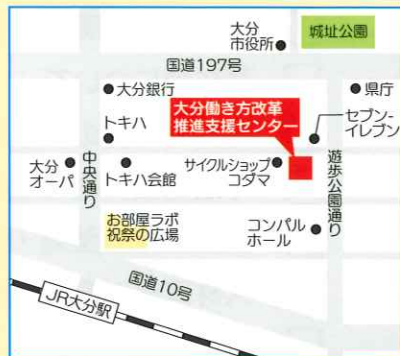 大分
市役所
城址公園
国道197号
大分銀行
県庁
大分働き方改革
推進支援センター
トキハ
セブン-
イレブン
大分
オーパ
中央通り
トキハ会館
サイクルショップ
コダマ
遊歩公園通り
お部屋ラボ
祝祭の広場
コンパル
ホール
国道10号
JR大分駅